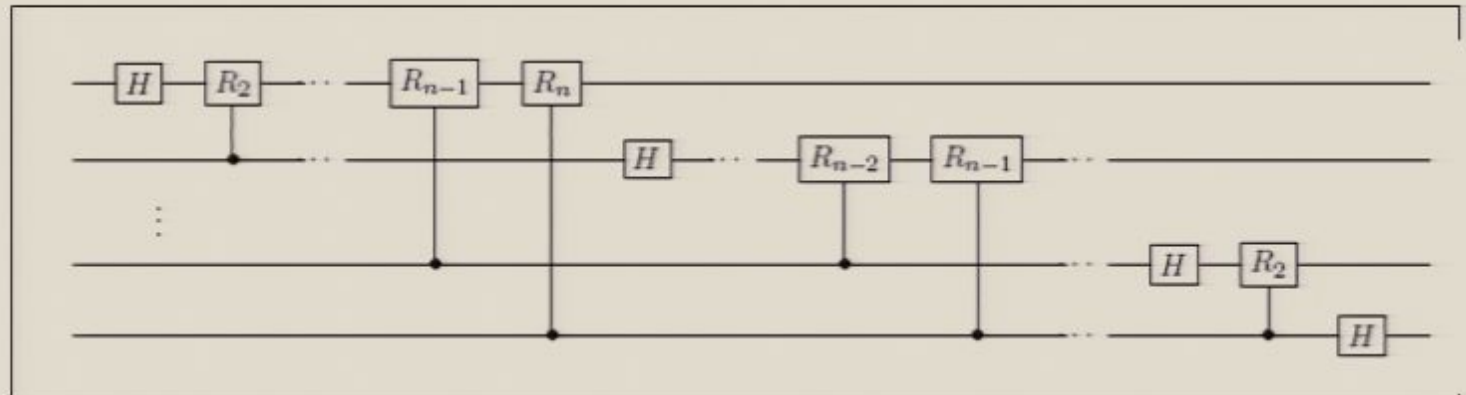 H R_2 ··· R_{n-1} R_n
H ··· R_{n-2} R_{n-1} ···
⋮
··· H R_2
··· H